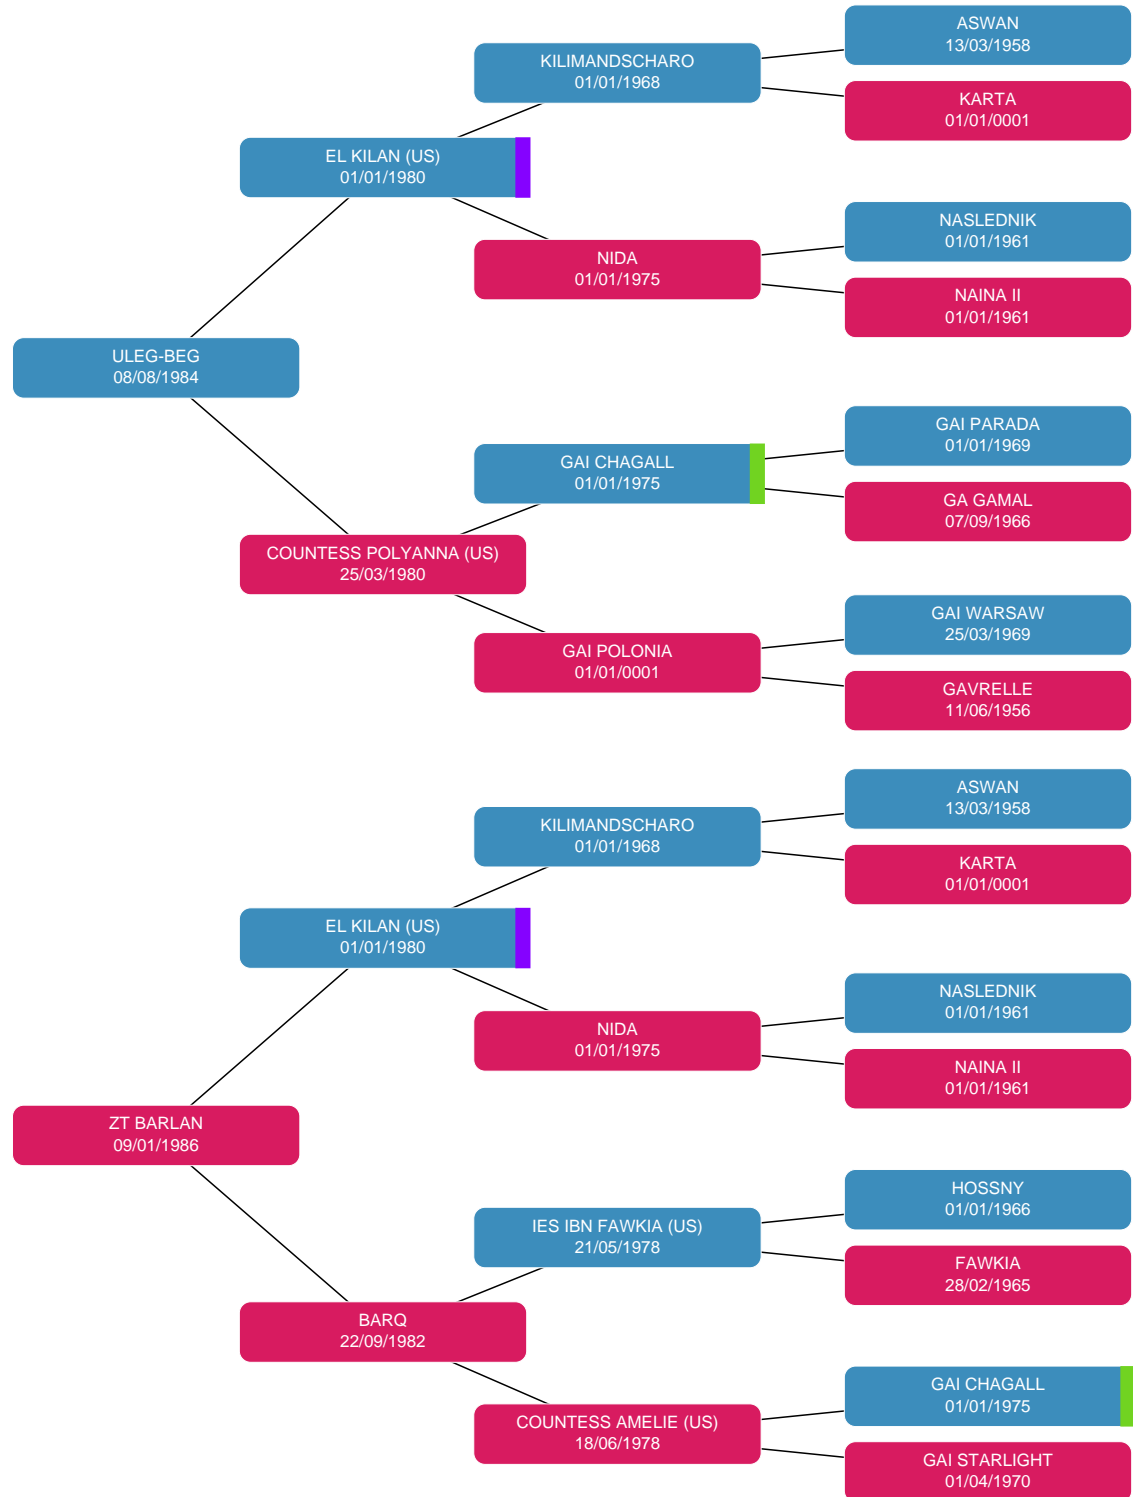 ASWAN
13/03/1958
KILIMANDSCHARO
01/01/1968
KARTA
01/01/0001
EL KILAN (US)
01/01/1980
NASLEDNIK
01/01/1961
NIDA
01/01/1975
NAINA II
01/01/1961
ULEG-BEG
08/08/1984
GAI PARADA
01/01/1969
GAI CHAGALL
01/01/1975
GA GAMAL
07/09/1966
COUNTESS POLYANNA (US)
25/03/1980
GAI WARSAW
25/03/1969
GAI POLONIA
01/01/0001
GAVRELLE
11/06/1956
ASWAN
13/03/1958
KILIMANDSCHARO
01/01/1968
KARTA
01/01/0001
EL KILAN (US)
01/01/1980
NASLEDNIK
01/01/1961
NIDA
01/01/1975
NAINA II
01/01/1961
ZT BARLAN
09/01/1986
HOSSNY
01/01/1966
IES IBN FAWKIA (US)
21/05/1978
FAWKIA
28/02/1965
BARQ
22/09/1982
GAI CHAGALL
01/01/1975
COUNTESS AMELIE (US)
18/06/1978
GAI STARLIGHT
01/04/1970